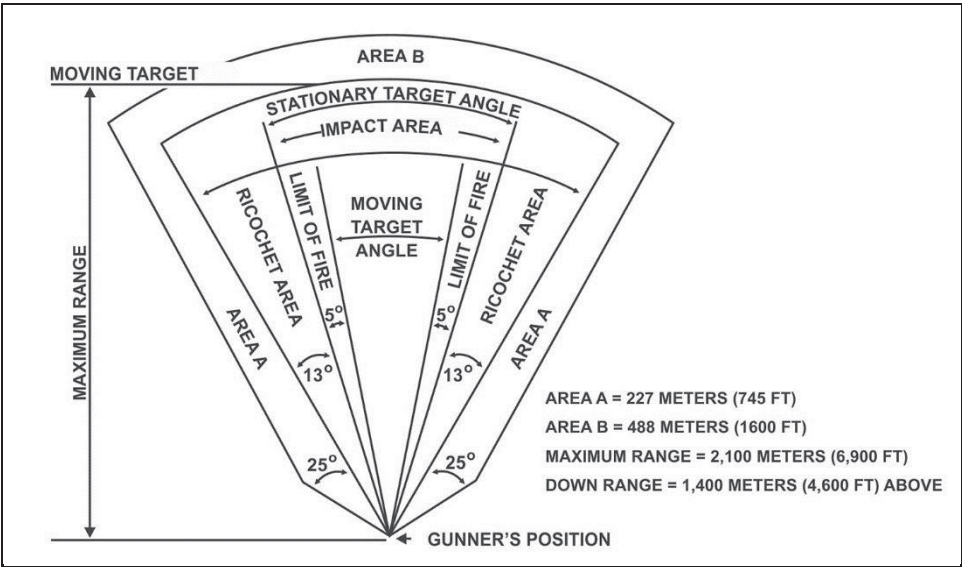 AREA B
MOVING TARGET
STATIONARY TARGET ANGLE
IMPACT AREA
MAXIMUM RANGE
RICOCHET AREA
LIMIT OF FIRE
MOVING
TARGET
ANGLE
LIMIT OF FIRE
RICOCHET AREA
AREA A
5°
5°
AREA A
13°
13°
25°
25°
AREA A = 227 METERS (745 FT)
AREA B = 488 METERS (1600 FT)
MAXIMUM RANGE = 2,100 METERS (6,900 FT)
DOWN RANGE = 1,400 METERS (4,600 FT) ABOVE
GUNNER'S POSITION